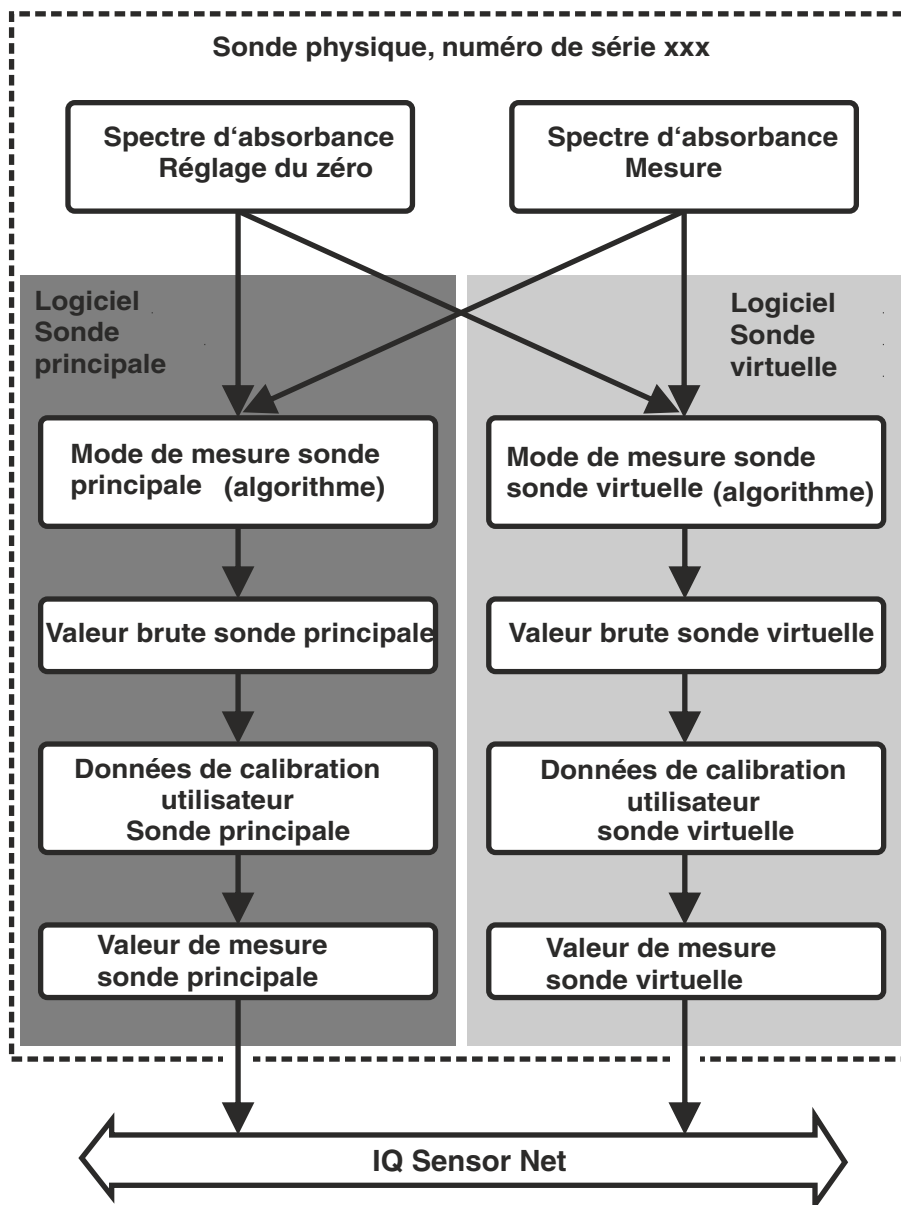 Sonde physique, numéro de série xxx
Spectre d‘absorbance
Réglage du zéro
Spectre d‘absorbance
Mesure
Logiciel
Sonde
principale
Logiciel
Sonde
virtuelle
Mode de mesure sonde
principale (algorithme)
Mode de mesure sonde
sonde virtuelle (algorithme)
Valeur brute sonde principale
Valeur brute sonde virtuelle
Données de calibration
utilisateur
Sonde principale
Données de calibration
utilisateur
sonde virtuelle
Valeur de mesure
sonde principale
Valeur de mesure
sonde virtuelle
IQ Sensor Net